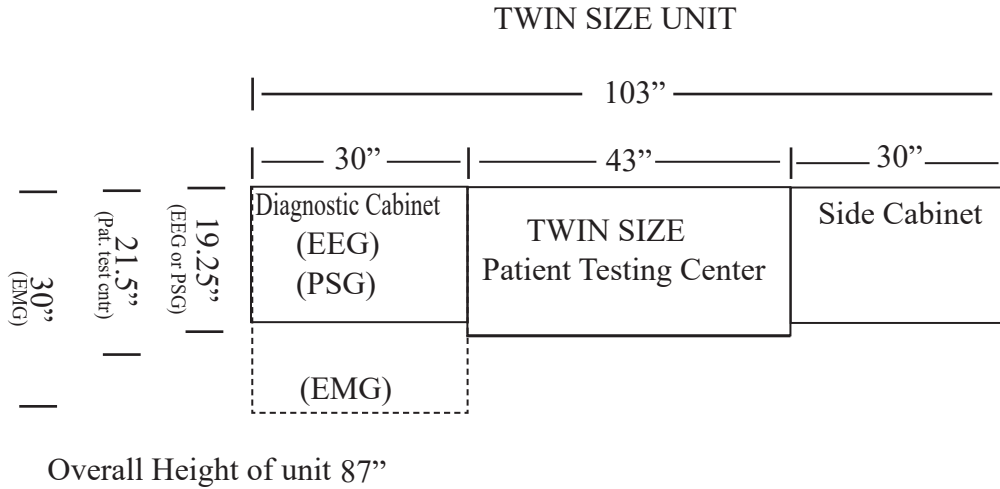 TWIN SIZE UNIT
103”
30” 43” 30”
Diagnostic Cabinet
(EEG)
(PSG)
(EMG)
TWIN SIZE
Patient Testing Center
Side Cabinet
19.25”
(EEG or PSG)
21.5”
(Pat. test cntr)
30”
(EMG)
Overall Height of unit 87”